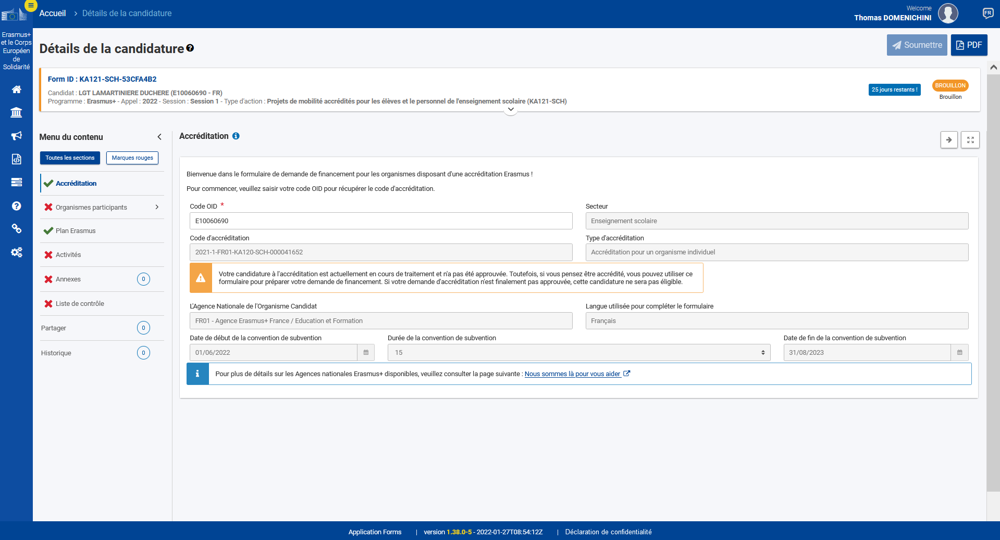 Accueil > Détails de la candidature
Welcome
Thomas DOMENICHINI
FR
Erasmus+
et le Corps
Européen
de
Solidarité
Détails de la candidature
Soumettre
PDF
Form ID : KA121-SCH-53CFA4B2
Candidat : LGT LAMARTINIERE DUCHERE (E10060690 - FR)
Programme : Erasmus+ - Appel : 2022 - Session : Session 1 - Type d'action : Projets de mobilité accrédités pour les élèves et le personnel de l'enseignement scolaire (KA121-SCH)
25 jours restants !
BROUILLON
Brouillon
Menu du contenu
Toutes les sections
Marques rouges
Accréditation
Organismes participants
Plan Erasmus
Activités
Annexes 0
Liste de contrôle
Partager 0
Historique 0
Accréditation
Bienvenue dans le formulaire de demande de financement pour les organismes disposant d'une accréditation Erasmus !
Pour commencer, veuillez saisir votre code OID pour récupérer le code d'accréditation.
Code OID *
E10060690
Secteur
Enseignement scolaire
Code d'accréditation
2021-1-FR01-KA120-SCH-000041652
Type d'accréditation
Accréditation pour un organisme individuel
Votre candidature à l'accréditation est actuellement en cours de traitement et n'a pas été approuvée. Toutefois, si vous pensez être accrédité, vous pouvez utiliser ce
formulaire pour préparer votre demande de financement. Si votre demande d'accréditation n'est finalement pas approuvée, cette candidature ne sera pas éligible.
L'Agence Nationale de l'Organisme Candidat
FR01 - Agence Erasmus+ France / Education et Formation
Langue utilisée pour compléter le formulaire
Français
Date de début de la convention de subvention
01/06/2022
Durée de la convention de subvention
15
Date de fin de la convention de subvention
31/08/2023
Pour plus de détails sur les Agences nationales Erasmus+ disponibles, veuillez consulter la page suivante : Nous sommes là pour vous aider
Application Forms | version 1.38.0-5 - 2022-01-27T08:54:12Z | Déclaration de confidentialité